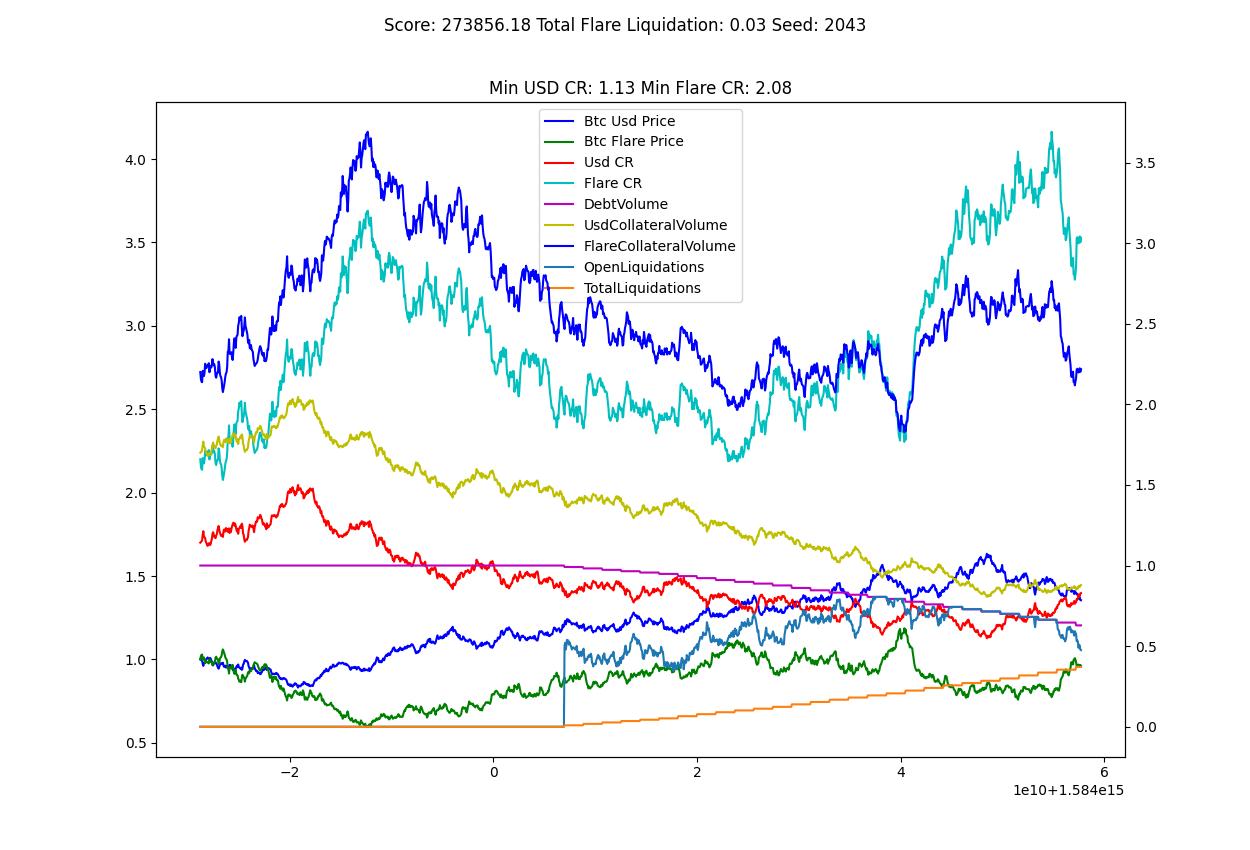 Score: 273856.18 Total Flare Liquidation: 0.03 Seed: 2043
Min USD CR: 1.13 Min Flare CR: 2.08
Btc Usd Price
Btc Flare Price
Usd CR
Flare CR
DebtVolume
UsdCollateralVolume
FlareCollateralVolume
OpenLiquidations
TotalLiquidations
4.0
3.5
3.0
2.5
2.0
1.5
1.0
0.5
3.5
3.0
2.5
2.0
1.5
1.0
0.5
0.0
−2 0 2 4 6
1e10+1.584e15